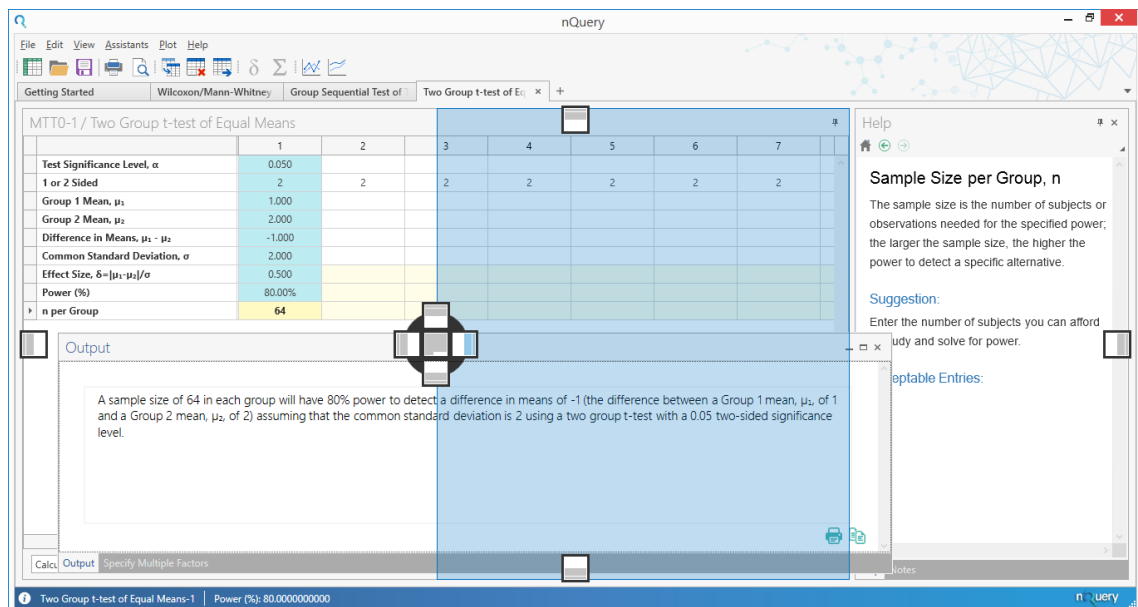 nQuery
File Edit View Assistants Plot Help
δ Σ
Getting Started Wilcoxon/Mann-Whitney Group Sequential Test of Two Group t-test of Eq × +
MTT0-1 / Two Group t-test of Equal Means
1 2 3 4 5 6 7
Test Significance Level, α 0.050
1 or 2 Sided 2 2 2 2 2 2 2
Group 1 Mean, μ₁ 1.000
Group 2 Mean, μ₂ 2.000
Difference in Means, μ₁ - μ₂ -1.000
Common Standard Deviation, σ 2.000
Effect Size, δ=|μ₁-μ₂|/σ 0.500
Power (%) 80.00%
n per Group 64
Output
A sample size of 64 in each group will have 80% power to detect a difference in means of -1 (the difference between a Group 1 mean, μ₁, of 1
and a Group 2 mean, μ₂, of 2) assuming that the common standard deviation is 2 using a two group t-test with a 0.05 two-sided significance
level.
Calcu Output Specify Multiple Factors
Help
Sample Size per Group, n
The sample size is the number of subjects or
observations needed for the specified power;
the larger the sample size, the higher the
power to detect a specific alternative.
Suggestion:
Enter the number of subjects you can afford
udy and solve for power.
eptable Entries:
Notes
Two Group t-test of Equal Means-1 Power (%): 80.0000000000
nQuery